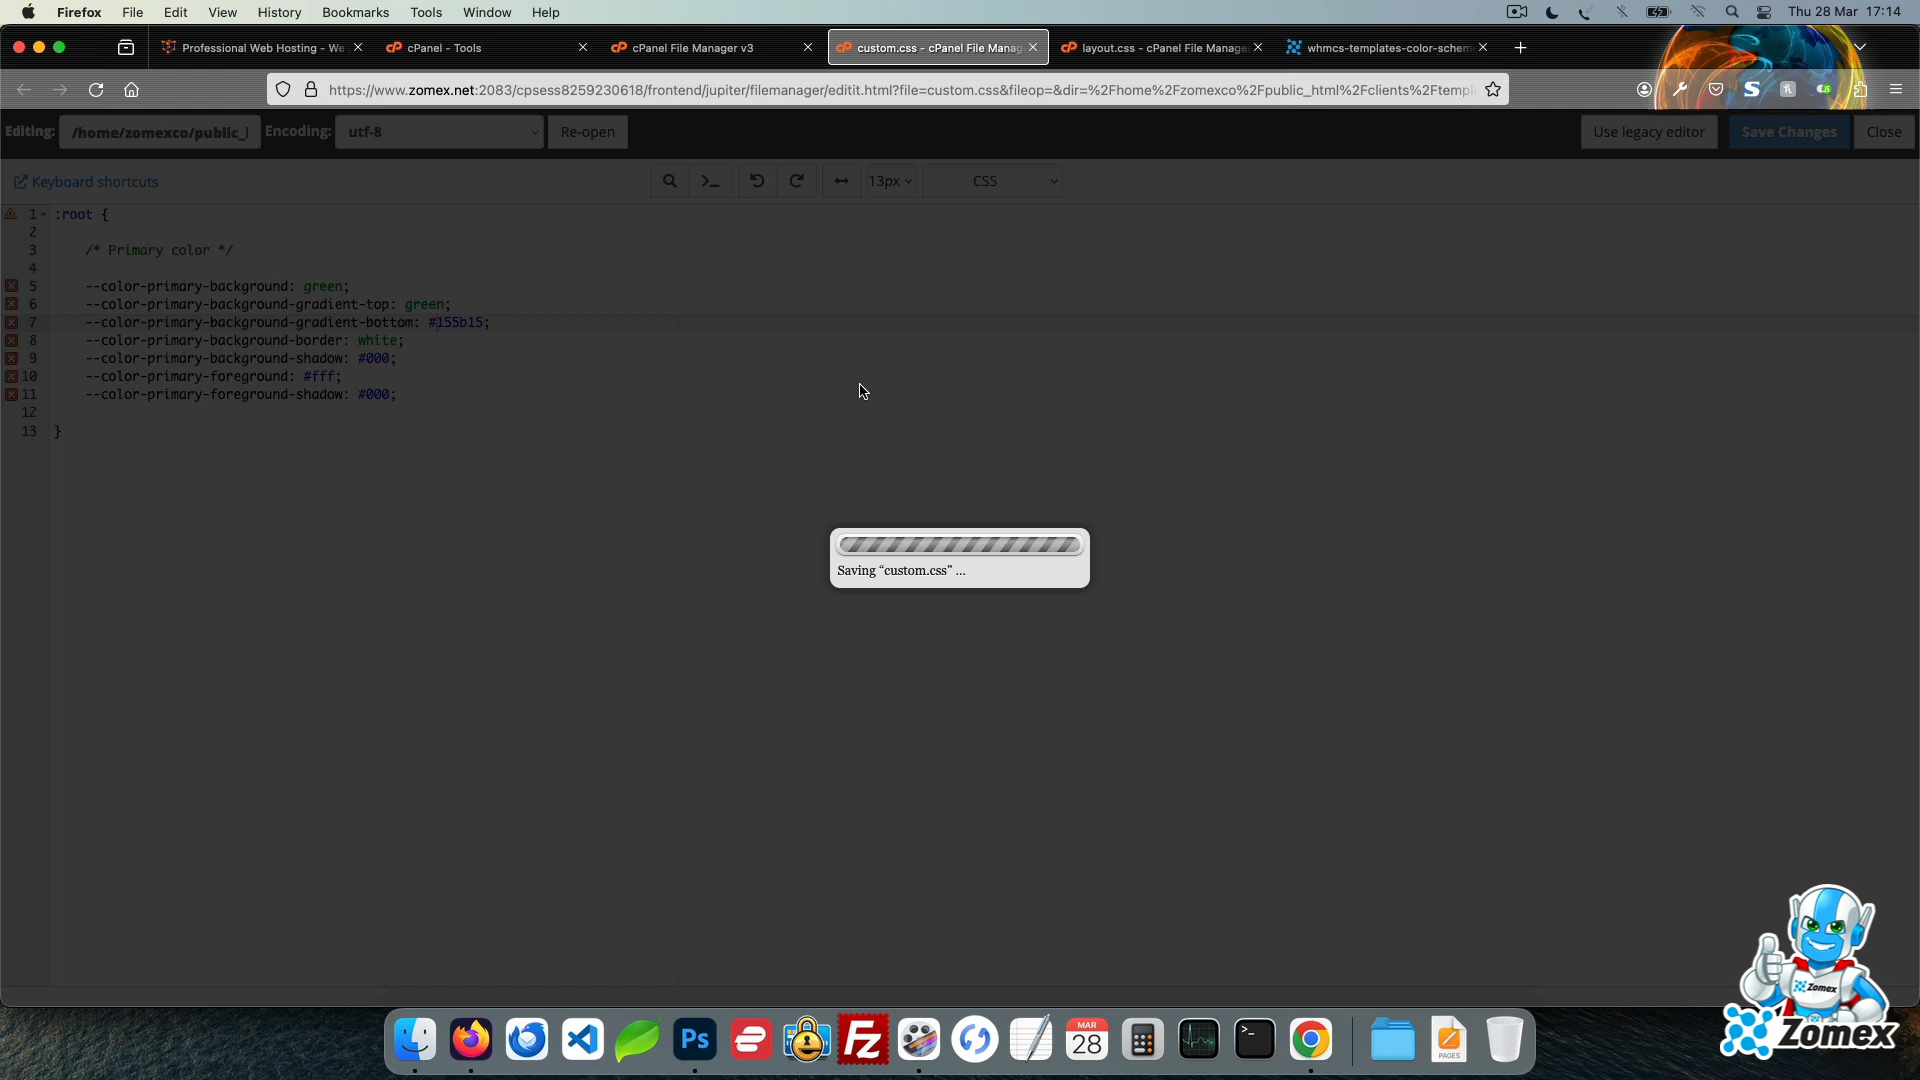 Firefox File Edit View History Bookmarks Tools Window Help Thu 28 Mar 17:14
Professional Web Hosting - We cPanel - Tools cPanel File Manager v3 custom.css - cPanel File Manag layout.css - cPanel File Manage whmcs-templates-color-schem
https://www.zomex.net:2083/cpsess8259230618/frontend/jupiter/filemanager/editit.html?file=custom.css&fileop=&dir=%2Fhome%2Fzomexco%2Fpublic_html%2Fclients%2Ftempl
Editing: /home/zomexco/public_l Encoding: utf-8 Re-open Use legacy editor Save Changes Close
Keyboard shortcuts 13px CSS
1 :root {
2
3 /* Primary color */
4
5 --color-primary-background: green;
6 --color-primary-background-gradient-top: green;
7 --color-primary-background-gradient-bottom: #155b15;
8 --color-primary-background-border: white;
9 --color-primary-background-shadow: #000;
10 --color-primary-foreground: #fff;
11 --color-primary-foreground-shadow: #000;
12
13 }
Saving “custom.css” ...
Zomex
Zomex
Ps
Fz
MAR
28
PAGES